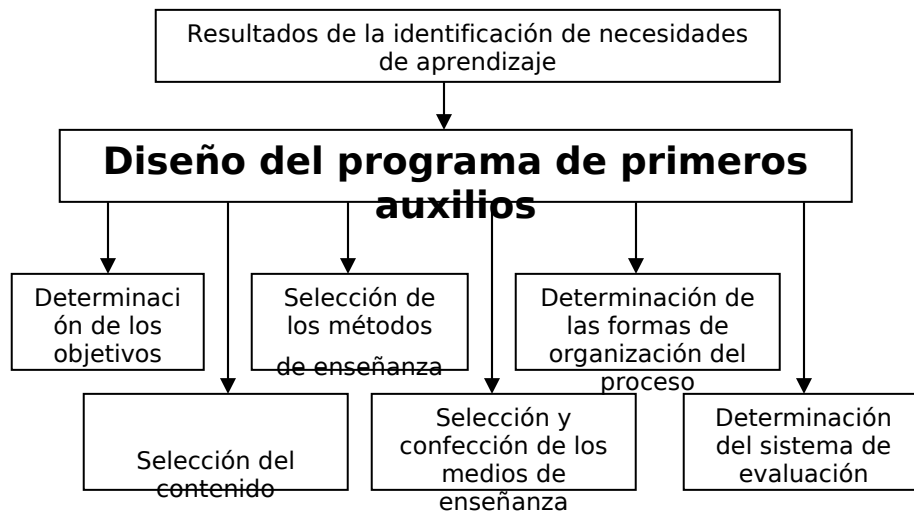 Resultados de la identificación de necesidades
de aprendizaje
Diseño del programa de primeros
auxilios
Determinaci
ón de los
objetivos
Selección de
los métodos
de enseñanza
Determinación de
las formas de
organización del
proceso
Selección del
contenido
Selección y
confección de los
medios de
enseñanza
Determinación
del sistema de
evaluación